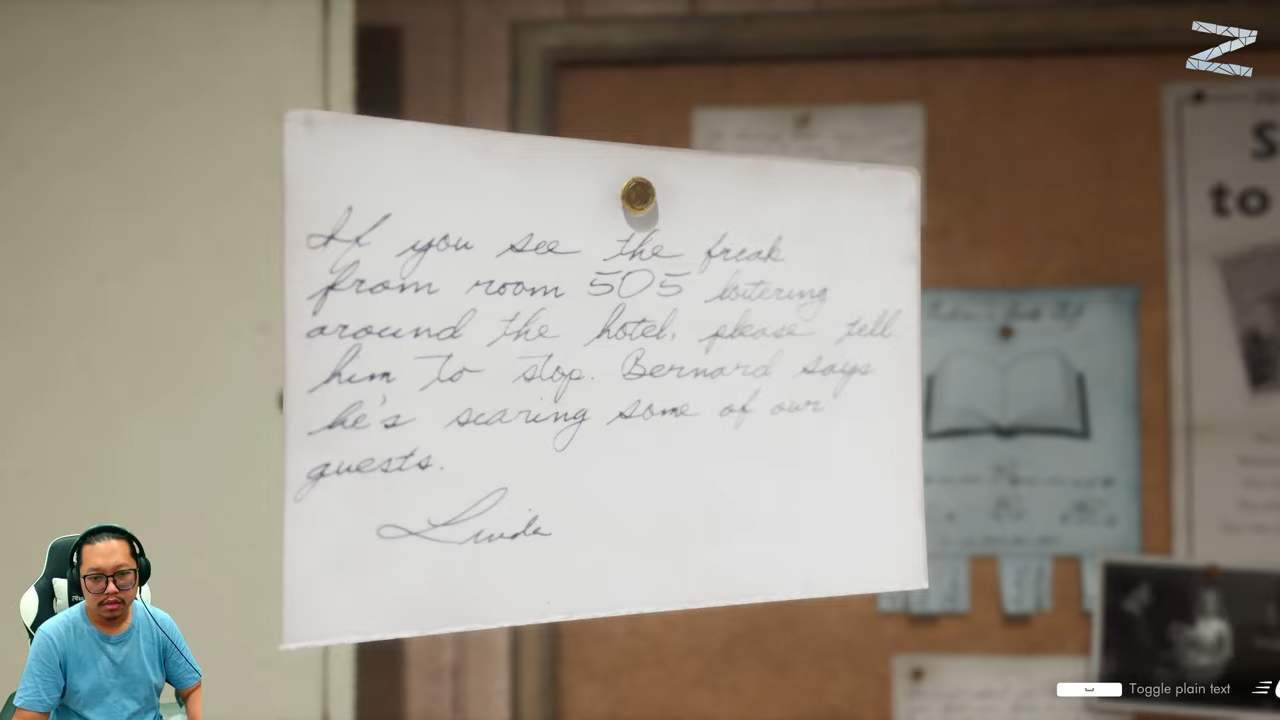 If you see the freak
from room 505 loitering
around the hotel, please tell
him to stop. Bernard says
he's scaring some of our
guests.
Linda
S
to
Toggle plain text